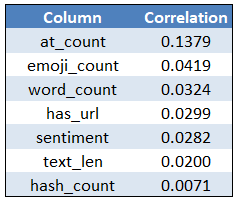 Column Correlation
at_count 0.1379
emoji_count 0.0419
word_count 0.0324
has_url 0.0299
sentiment 0.0282
text_len 0.0200
hash_count 0.0071